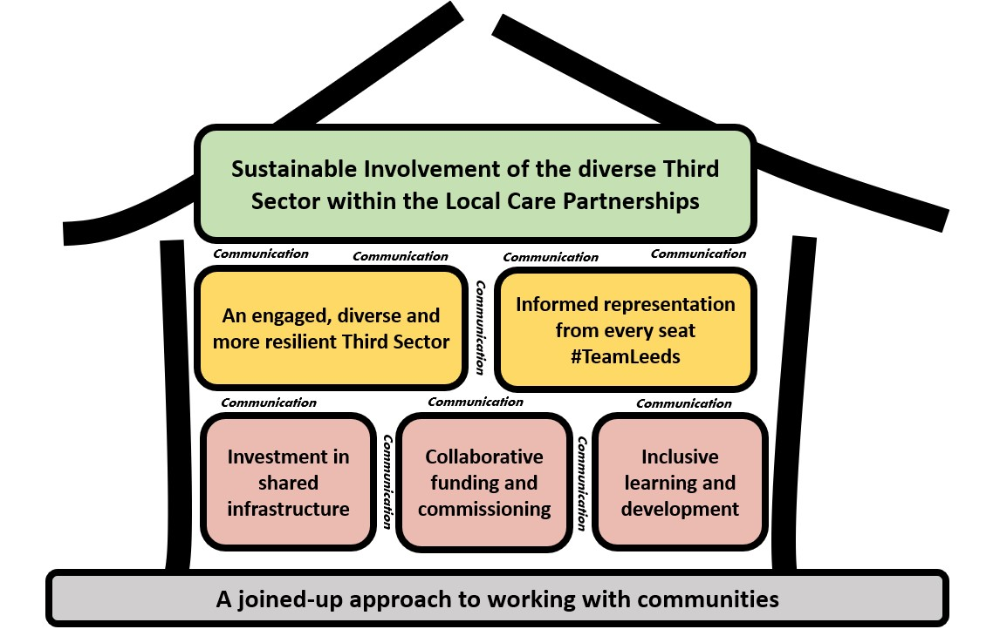 Sustainable Involvement of the diverse Third
Sector within the Local Care Partnerships
Communication
Communication
Communication
Communication
An engaged, diverse and
more resilient Third Sector
Communication
Informed representation
from every seat
#TeamLeeds
Communication
Communication
Communication
Investment in
shared
infrastructure
Communication
Collaborative
funding and
commissioning
Communication
Inclusive
learning and
development
A joined-up approach to working with communities